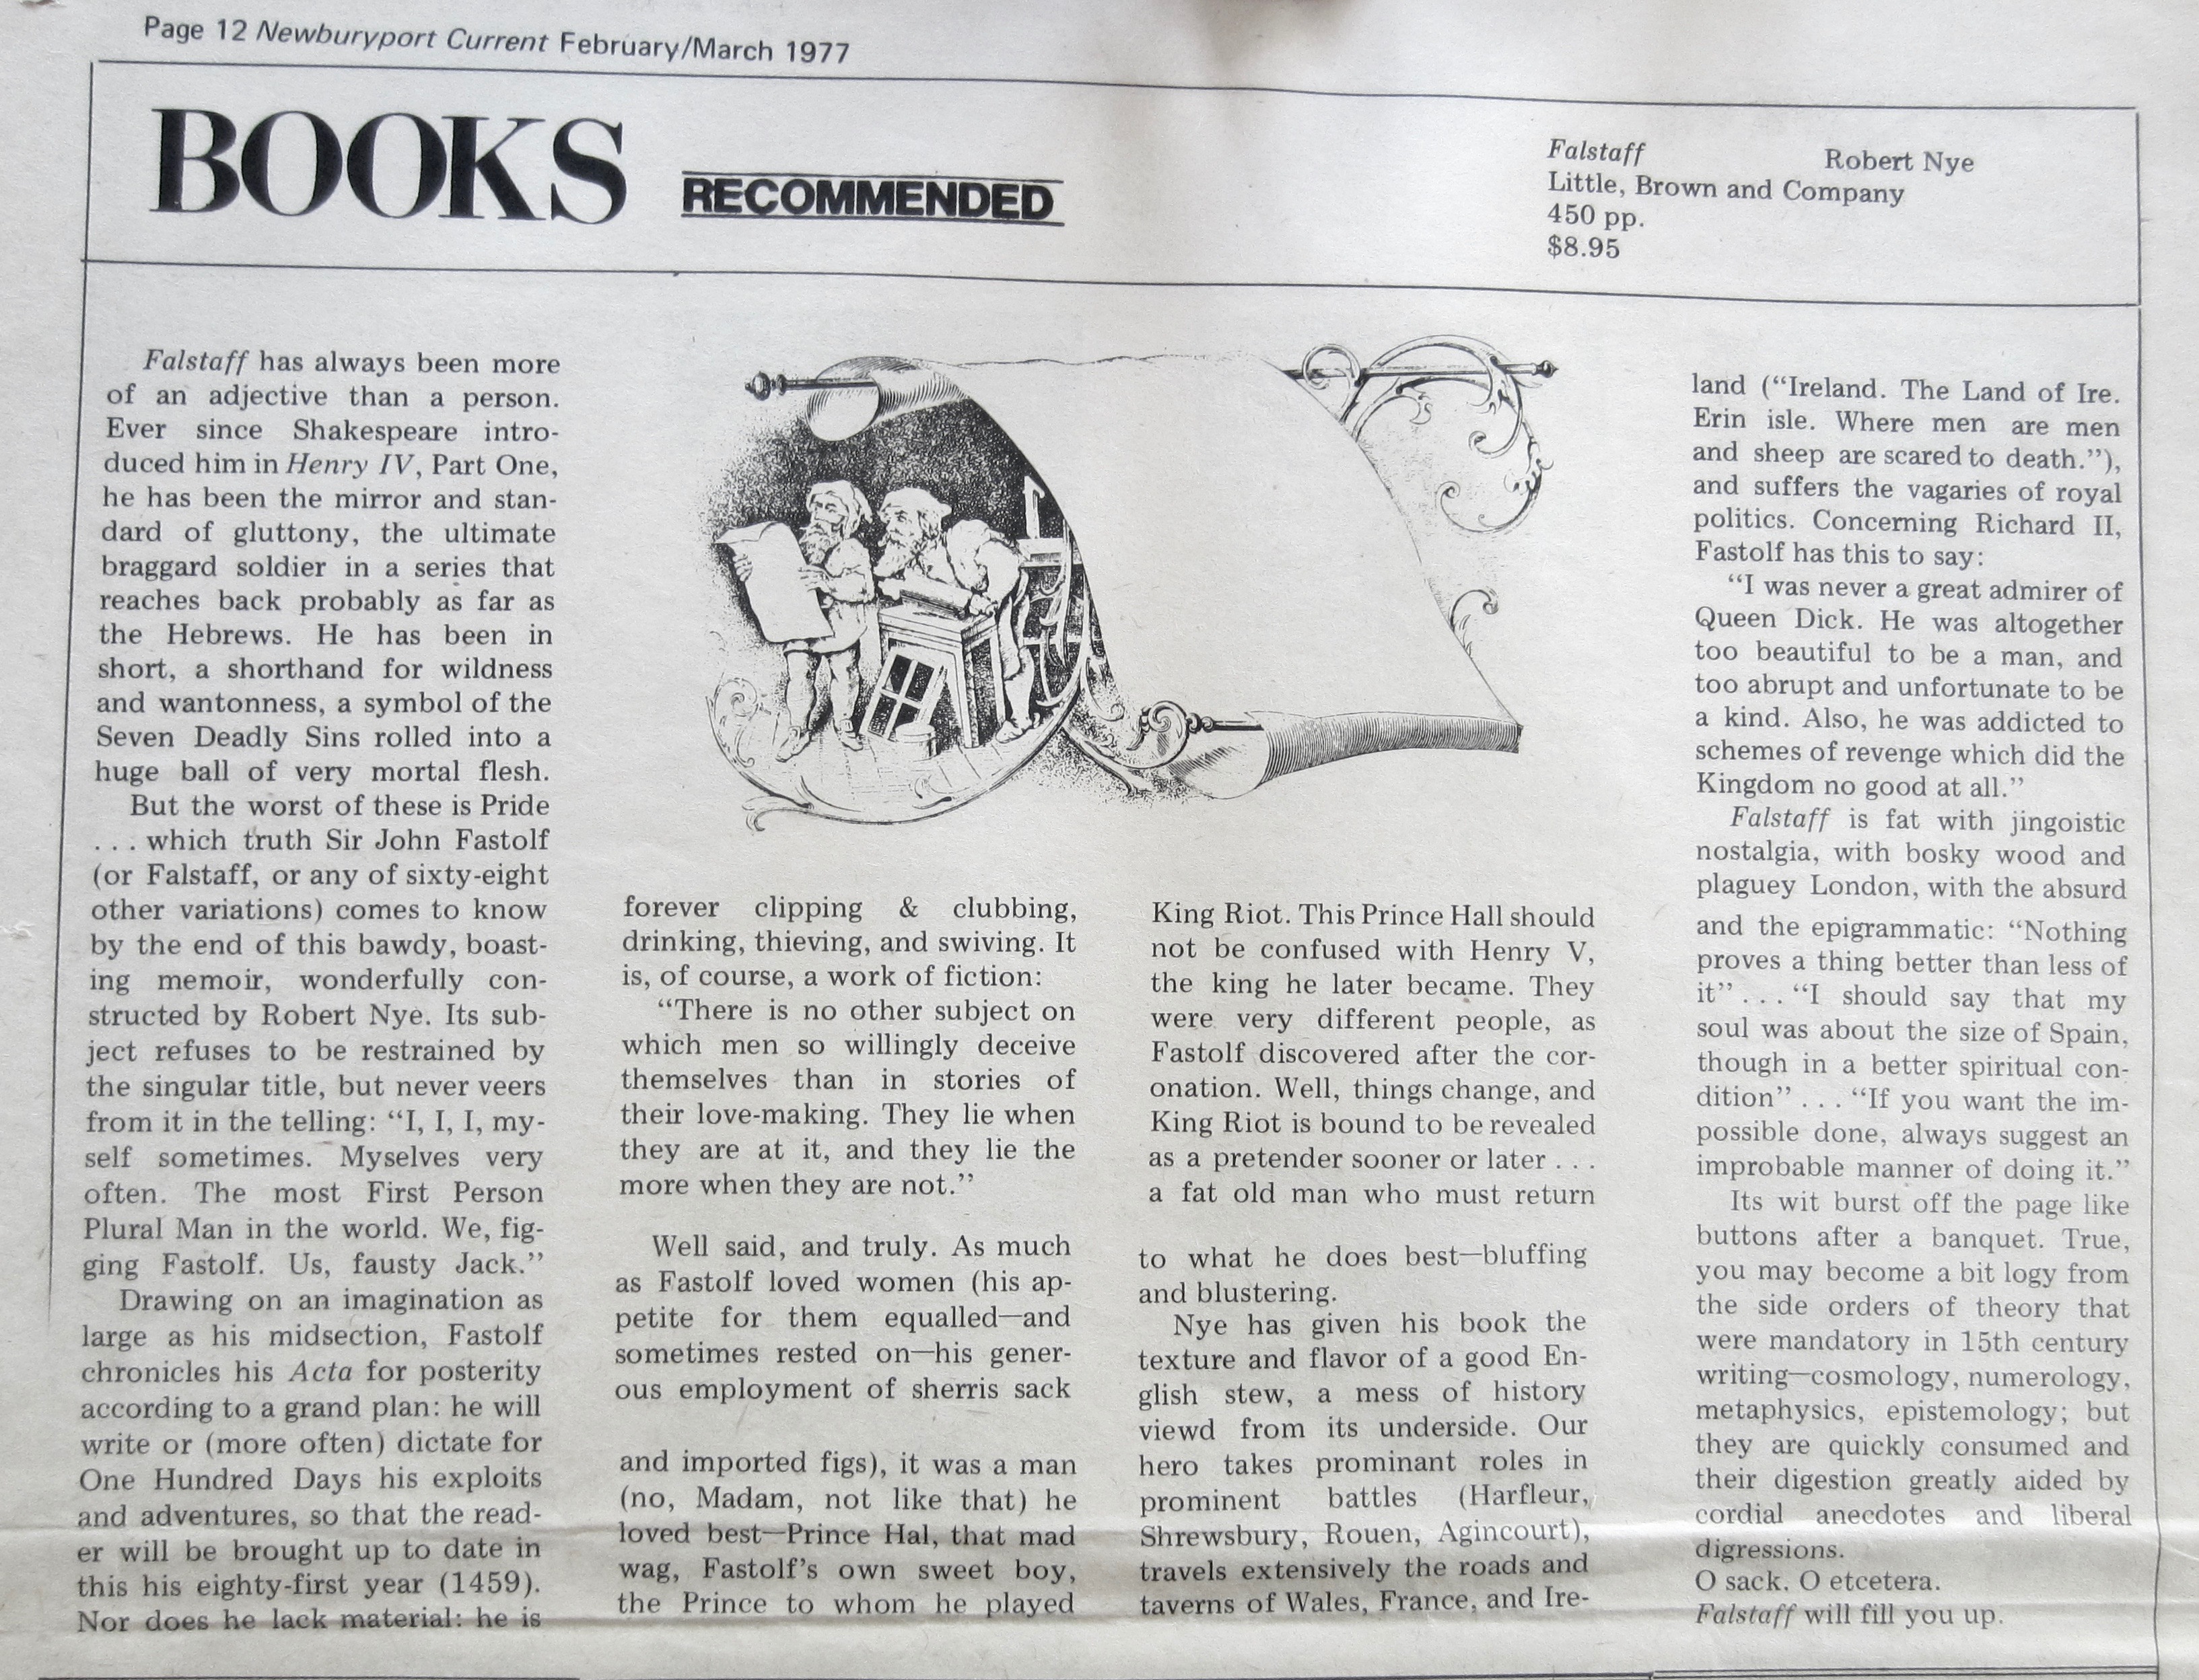 Page 12 Newburyport Current February/March 1977
BOOKS RECOMMENDED
Falstaff Robert Nye
Little, Brown and Company
450 pp.
$8.95
Falstaff has always been more
of an adjective than a person.
Ever since Shakespeare intro-
duced him in Henry IV, Part One,
he has been the mirror and stan-
dard of gluttony, the ultimate
braggard soldier in a series that
reaches back probably as far as
the Hebrews. He has been in
short, a shorthand for wildness
and wantonness, a symbol of the
Seven Deadly Sins rolled into a
huge ball of very mortal flesh.
But the worst of these is Pride
. . . which truth Sir John Fastolf
(or Falstaff, or any of sixty-eight
other variations) comes to know
by the end of this bawdy, boast-
ing memoir, wonderfully con-
structed by Robert Nye. Its sub-
ject refuses to be restrained by
the singular title, but never veers
from it in the telling: “I, I, I, my-
self sometimes. Myselves very
often. The most First Person
Plural Man in the world. We, fig-
ging Fastolf. Us, fausty Jack.”
Drawing on an imagination as
large as his midsection, Fastolf
chronicles his Acta for posterity
according to a grand plan: he will
write or (more often) dictate for
One Hundred Days his exploits
and adventures, so that the read-
er will be brought up to date in
this his eighty-first year (1459).
Nor does he lack material: he is
forever clipping & clubbing,
drinking, thieving, and swiving. It
is, of course, a work of fiction:
“There is no other subject on
which men so willingly deceive
themselves than in stories of
their love-making. They lie when
they are at it, and they lie the
more when they are not.”
Well said, and truly. As much
as Fastolf loved women (his ap-
petite for them equalled—and
sometimes rested on—his gener-
ous employment of sherris sack
and imported figs), it was a man
(no, Madam, not like that) he
loved best—Prince Hal, that mad
wag, Fastolf’s own sweet boy,
the Prince to whom he played
King Riot. This Prince Hall should
not be confused with Henry V,
the king he later became. They
were very different people, as
Fastolf discovered after the cor-
onation. Well, things change, and
King Riot is bound to be revealed
as a pretender sooner or later . . .
a fat old man who must return
to what he does best—bluffing
and blustering.
Nye has given his book the
texture and flavor of a good En-
glish stew, a mess of history
viewd from its underside. Our
hero takes prominant roles in
prominent battles (Harfleur,
Shrewsbury, Rouen, Agincourt),
travels extensively the roads and
taverns of Wales, France, and Ire-
land (“Ireland. The Land of Ire.
Erin isle. Where men are men
and sheep are scared to death.”),
and suffers the vagaries of royal
politics. Concerning Richard II,
Fastolf has this to say:
“I was never a great admirer of
Queen Dick. He was altogether
too beautiful to be a man, and
too abrupt and unfortunate to be
a kind. Also, he was addicted to
schemes of revenge which did the
Kingdom no good at all.”
Falstaff is fat with jingoistic
nostalgia, with bosky wood and
plaguey London, with the absurd
and the epigrammatic: “Nothing
proves a thing better than less of
it” . . . “I should say that my
soul was about the size of Spain,
though in a better spiritual con-
dition” . . . “If you want the im-
possible done, always suggest an
improbable manner of doing it.”
Its wit burst off the page like
buttons after a banquet. True,
you may become a bit logy from
the side orders of theory that
were mandatory in 15th century
writing—cosmology, numerology,
metaphysics, epistemology; but
they are quickly consumed and
their digestion greatly aided by
cordial anecdotes and liberal
digressions.
O sack. O etcetera.
Falstaff will fill you up.